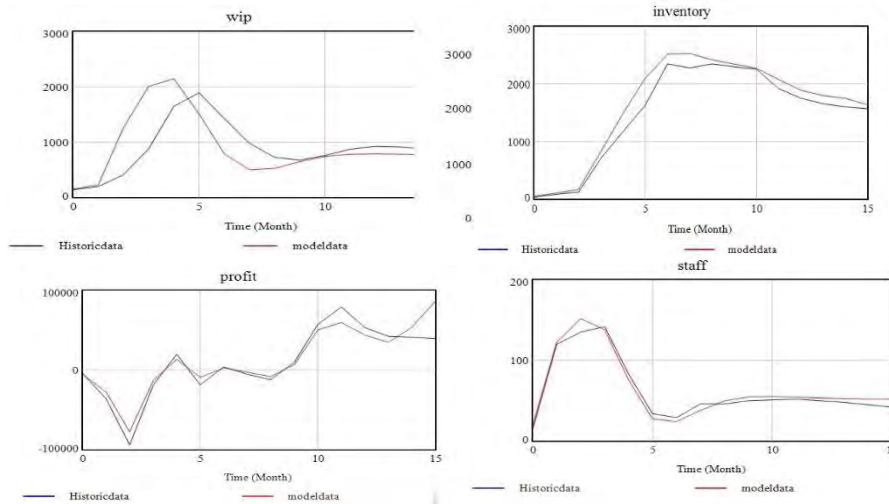 wip
3000
2000
1000
0
0 5 10
Time (Month)
Historicdata modeldata
inventory
3000
2000
1000
0
3000
2000
1000
0
0 5 10 15
Time (Month)
Historicdata modeldata
profit
100000
0
-100000
0 5 10 15
Time (Month)
Historicdata modeldata
staff
200
100
0
0 5 10 15
Time (Month)
Historicdata modeldata